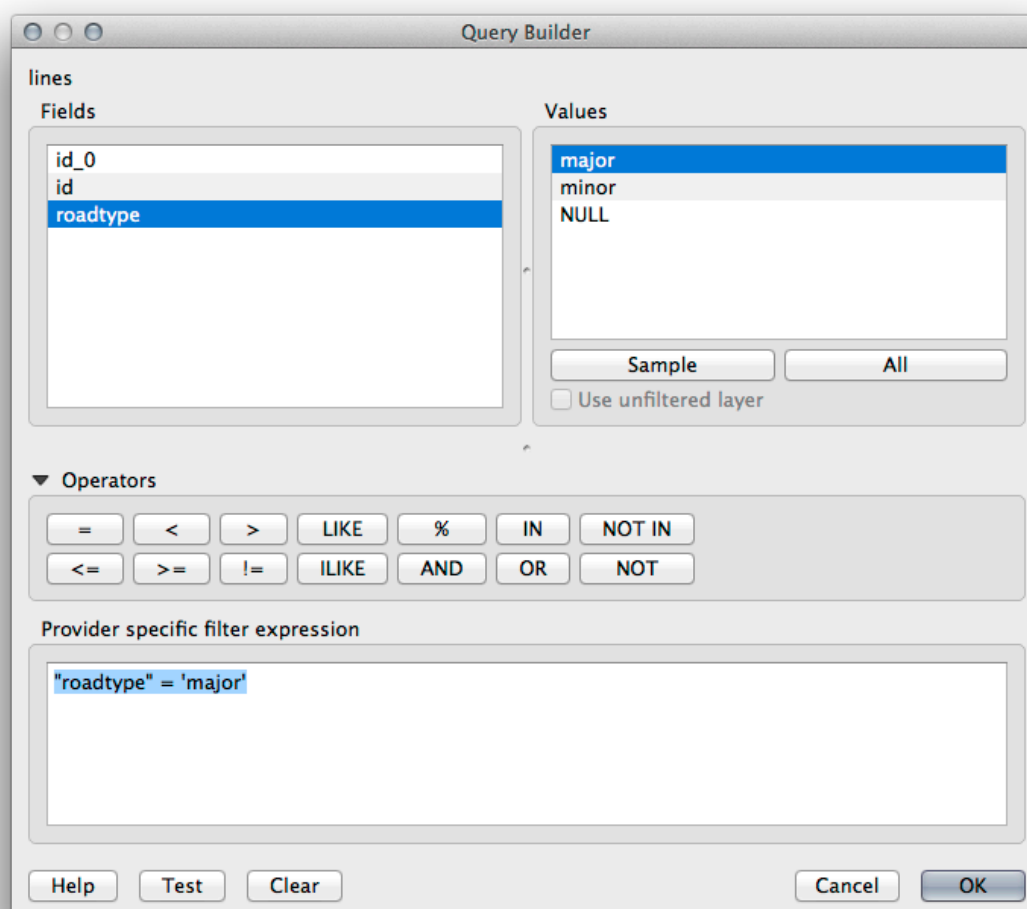 Query Builder
lines
Fields
id_0
id
roadtype
Values
major
minor
NULL
Sample All
Use unfiltered layer
Operators
= < > LIKE % IN NOT IN
<= >= != ILIKE AND OR NOT
Provider specific filter expression
"roadtype" = 'major'
Help Test Clear Cancel OK